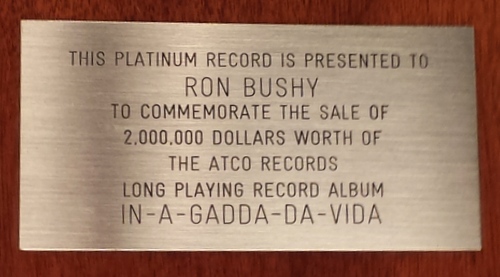 THIS PLATINUM RECORD IS PRESENTED TO
RON BUSHY
TO COMMEMORATE THE SALE OF
2,000,000 DOLLARS WORTH OF
THE ATCO RECORDS
LONG PLAYING RECORD ALBUM
IN-A-GADDA-DA-VIDA